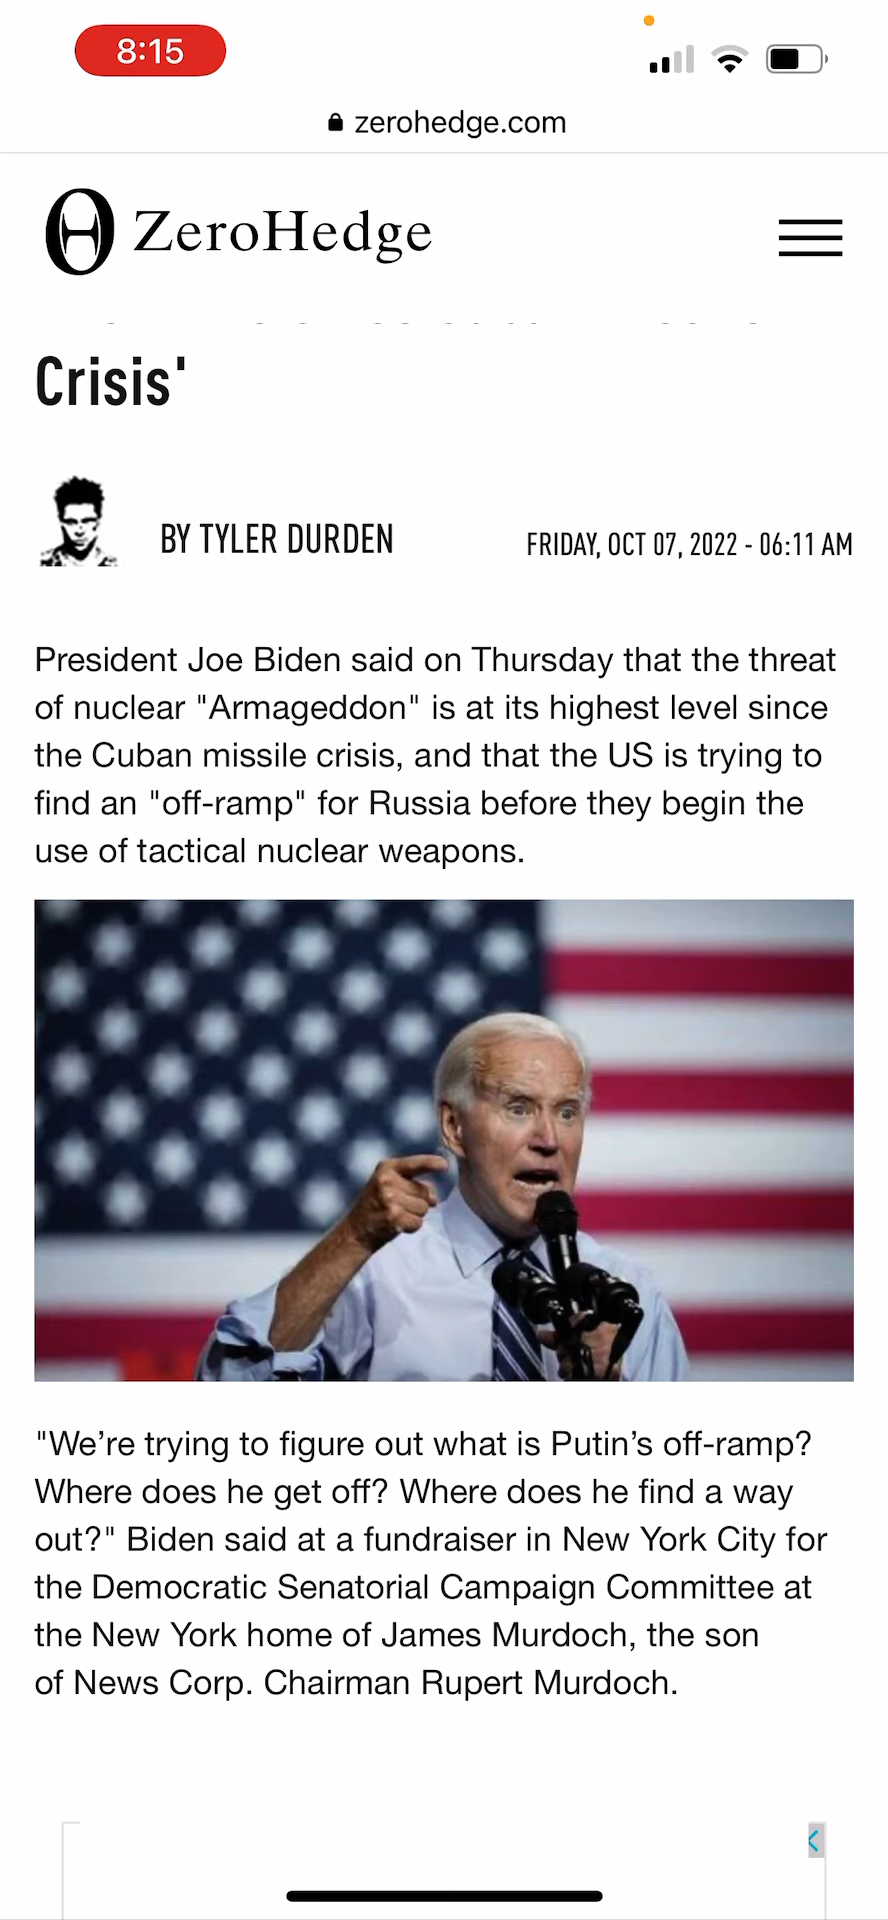 8:15
zerohedge.com
ZeroHedge
Crisis'
BY TYLER DURDEN
FRIDAY, OCT 07, 2022 - 06:11 AM
President Joe Biden said on Thursday that the threat
of nuclear "Armageddon" is at its highest level since
the Cuban missile crisis, and that the US is trying to
find an "off-ramp" for Russia before they begin the
use of tactical nuclear weapons.
"We’re trying to figure out what is Putin’s off-ramp?
Where does he get off? Where does he find a way
out?" Biden said at a fundraiser in New York City for
the Democratic Senatorial Campaign Committee at
the New York home of James Murdoch, the son
of News Corp. Chairman Rupert Murdoch.